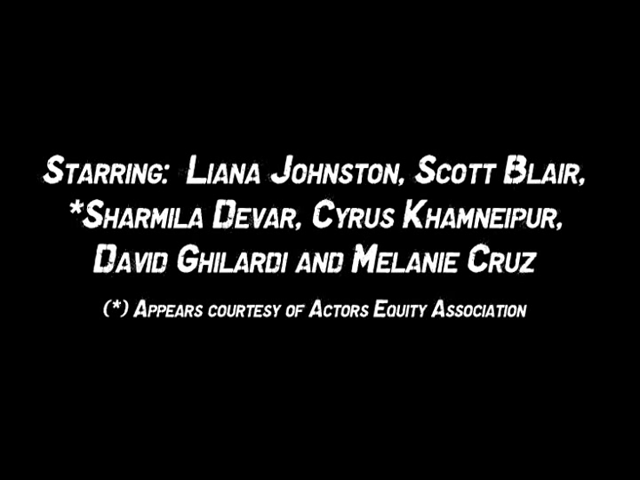 Starring: Liana Johnston, Scott Blair,
*Sharmila Devar, Cyrus Khamneipur,
David Ghilardi and Melanie Cruz
(*) Appears courtesy of Actors Equity Association